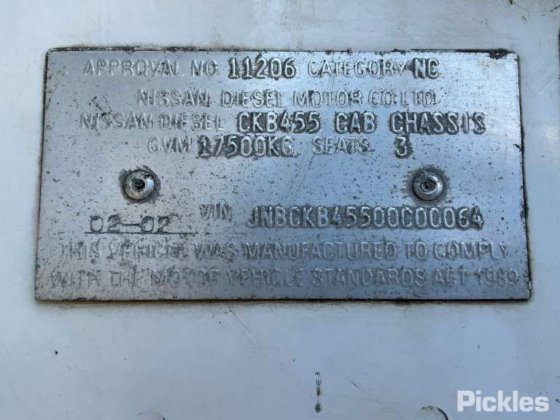 APPROVAL NO. 11206 CATEGORY NC
NISSAN DIESEL MOTOR CO. LTD
NISSAN DIESEL CKB455 CAB CHASSIS
GVM 17500KG SEATS 3
02-02 VIN JNBCKB45500C00064
THIS VEHICLE WAS MANUFACTURED TO COMPLY
WITH THE MOTOR VEHICLE STANDARDS ACT 1989
Pickles